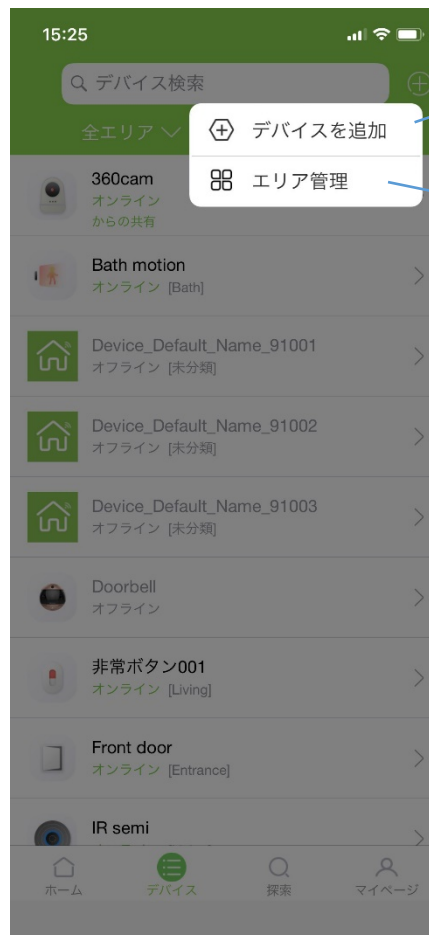 15:25
デバイス検索
全エリア
デバイスを追加
エリア管理
360cam
オンライン
からの共有
Bath motion
オンライン [Bath]
Device_Default_Name_91001
オフライン [未分類]
Device_Default_Name_91002
オフライン [未分類]
Device_Default_Name_91003
オフライン [未分類]
Doorbell
オフライン
非常ボタン001
オンライン [Living]
Front door
オンライン [Entrance]
IR semi
ホーム
デバイス
探索
マイページ